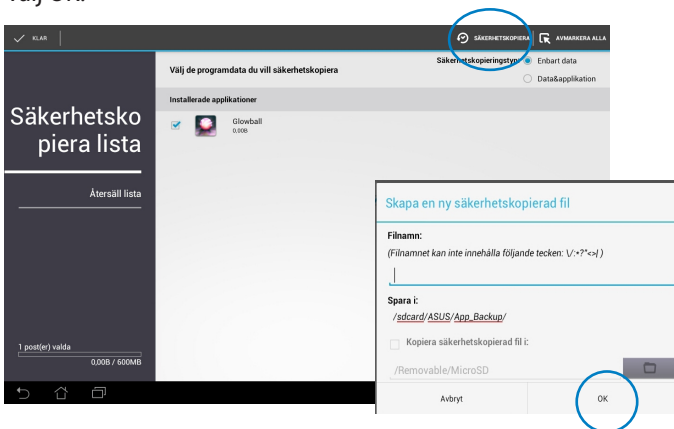 Välj OK.
KLAR
SÄKERHETSKOPIERA
AVMARKERA ALLA
Säkerhetsko
piera lista
Återsäll lista
1 post(er) valda
0,00B / 600MB
Välj de programdata du vill säkerhetskopiera
Säkerhetskopieringstyp:
Enbart data
Data&applikation
Installerade applikationer
Glowball
0,00B
Skapa en ny säkerhetskopierad fil
Filnamn:
(Filnamnet kan inte innehålla följande tecken: \/:*?"<>| )
Spara i:
/sdcard/ASUS/App_Backup/
Kopiera säkerhetskopierad fil i:
/Removable/MicroSD
Avbryt
OK